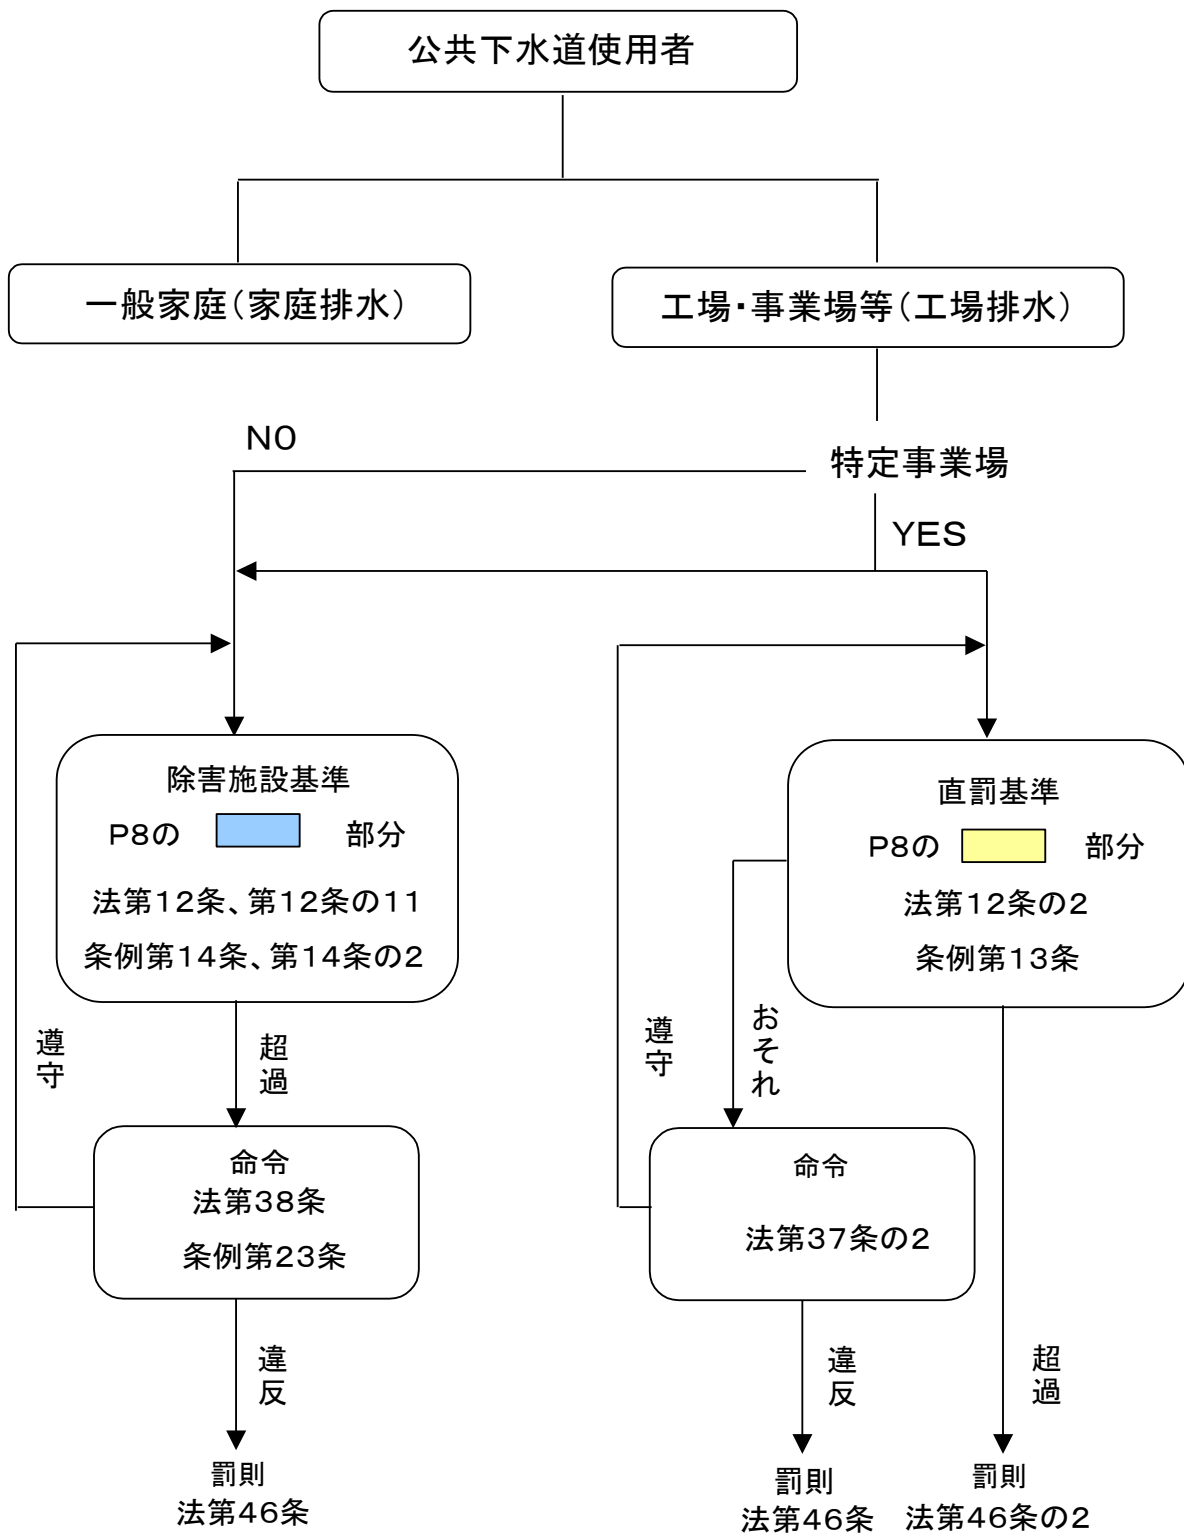 公共下水道使用者
一般家庭（家庭排水）
工場・事業場等（工場排水）
NO
特定事業場
YES
除害施設基準
P8の 部分
法第12条、第12条の11
条例第14条、第14条の2
直罰基準
P8の 部分
法第12条の2
条例第13条
遵守
超過
遵守
おそれ
命令
法第38条
条例第23条
命令
法第37条の2
違反
違反
超過
罰則
法第46条
罰則
法第46条
罰則
法第46条の2